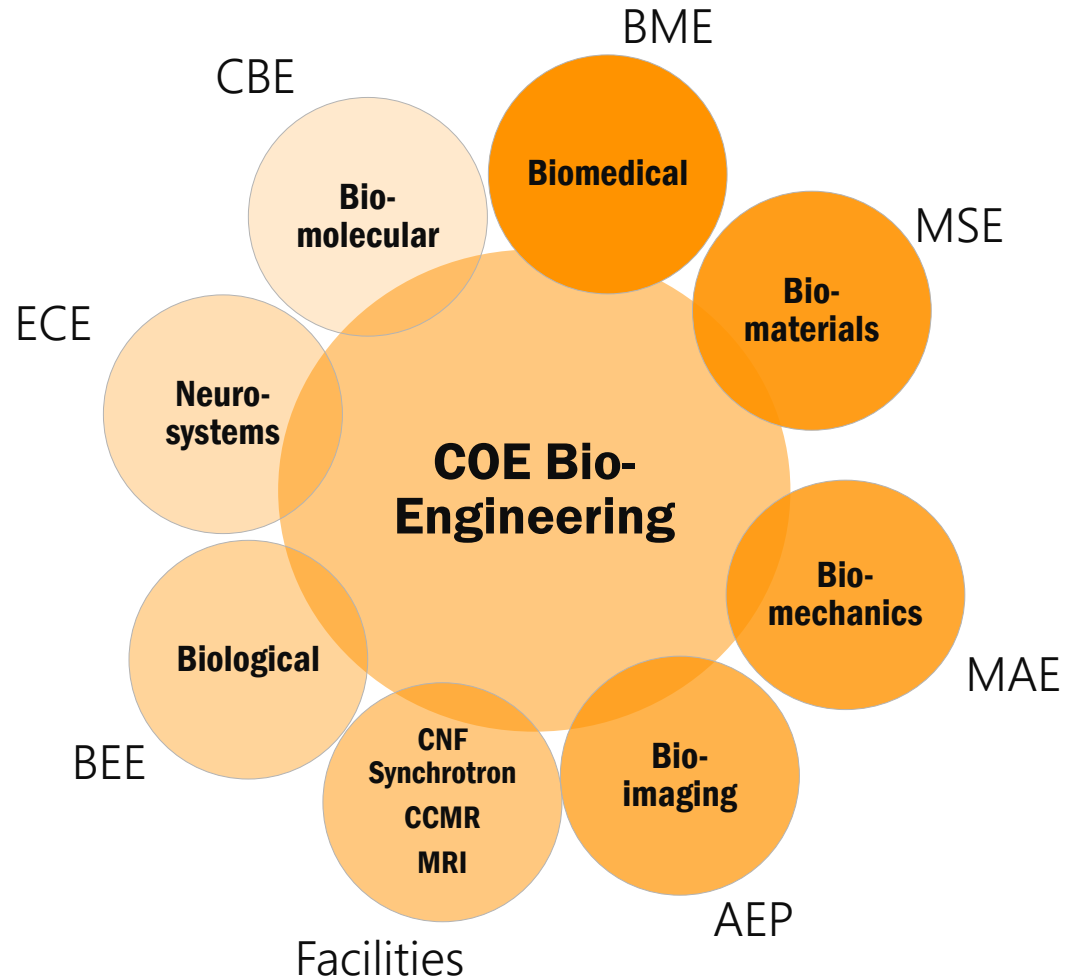 BME
CBE
Biomedical
Bio-
molecular
MSE
Bio-
materials
ECE
Neuro-
systems
COE Bio-
Engineering
Bio-
mechanics
MAE
Biological
BEE
CNF
Synchrotron
CCMR
MRI
Bio-
imaging
AEP
Facilities